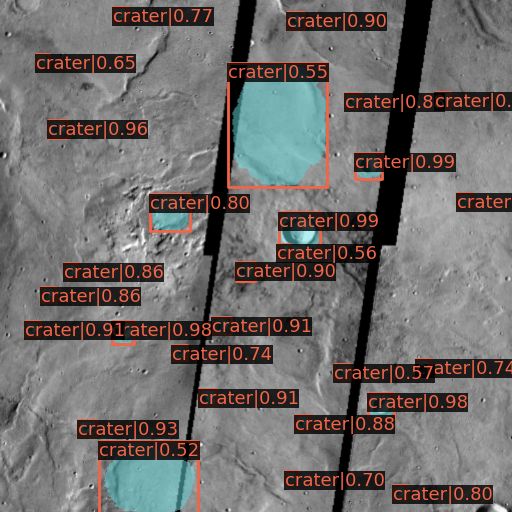 crater|0.77
crater|0.90
crater|0.65
crater|0.55
crater|0.8
crater|0.
crater|0.96
crater|0.99
crater|0.80
crater
crater|0.99
crater|0.56
crater|0.86
crater|0.90
crater|0.86
crater|0.91
crater|0.98
crater|0.91
crater|0.74
crater|0.57
ater|0.74
crater|0.91
crater|0.98
crater|0.88
crater|0.93
crater|0.52
crater|0.70
crater|0.80